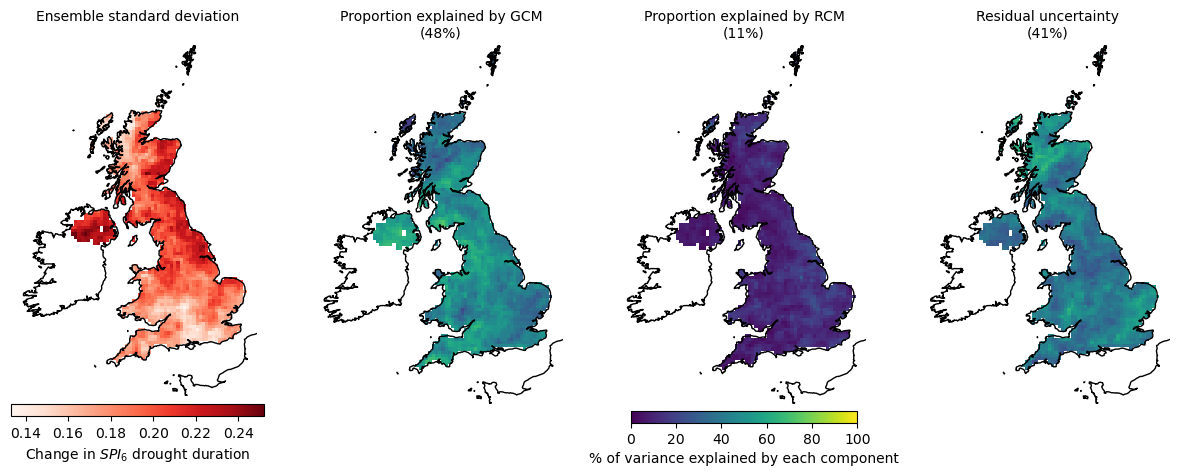 Ensemble standard deviation
Proportion explained by GCM
(48%)
Proportion explained by RCM
(11%)
Residual uncertainty
(41%)
0.14 0.16 0.18 0.20 0.22 0.24
Change in SPI6 drought duration
0 20 40 60 80 100
% of variance explained by each component